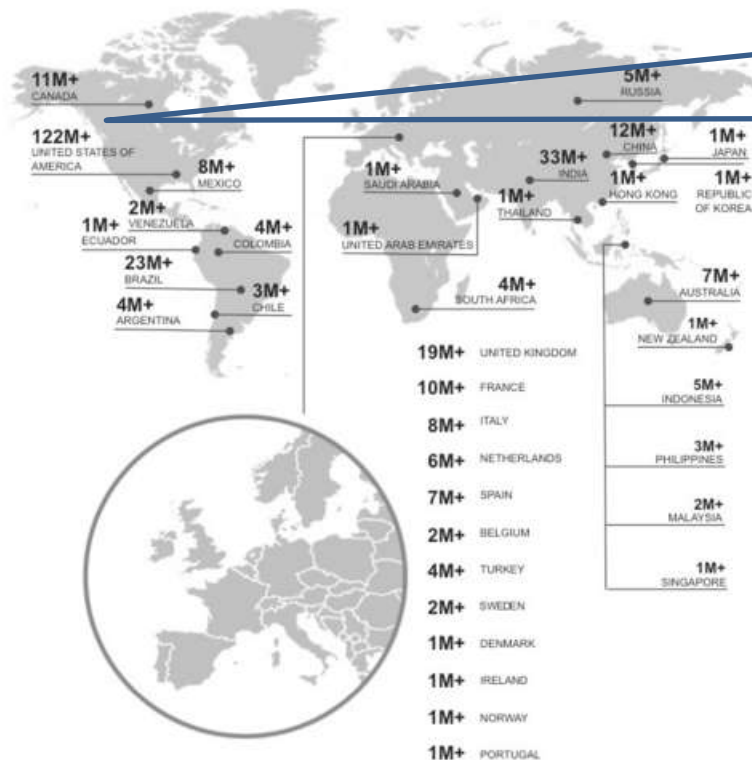 11M+
CANADA
122M+
UNITED STATES OF
AMERICA
8M+
MEXICO
2M+
VENEZUELA
1M+
ECUADOR
4M+
COLOMBIA
23M+
BRAZIL
3M+
CHILE
4M+
ARGENTINA
5M+
RUSSIA
12M+
CHINA
1M+
JAPAN
33M+
INDIA
1M+
SAUDI ARABIA
1M+
HONG KONG
1M+
REPUBLIC
OF KOREA
1M+
THAILAND
1M+
UNITED ARAB EMIRATES
4M+
SOUTH AFRICA
7M+
AUSTRALIA
1M+
NEW ZEALAND
5M+
INDONESIA
3M+
PHILIPPINES
2M+
MALAYSIA
1M+
SINGAPORE
19M+ UNITED KINGDOM
10M+ FRANCE
8M+ ITALY
6M+ NETHERLANDS
7M+ SPAIN
2M+ BELGIUM
4M+ TURKEY
2M+ SWEDEN
1M+ DENMARK
1M+ IRELAND
1M+ NORWAY
1M+ PORTUGAL